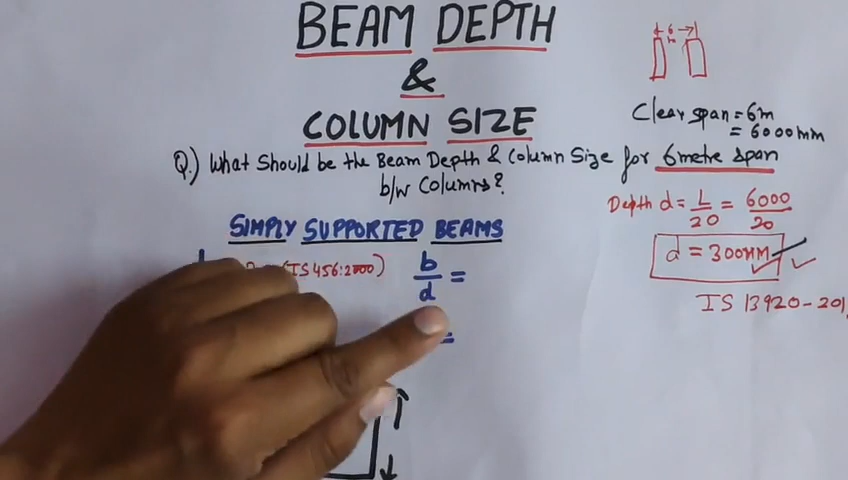 BEAM DEPTH
&
COLUMN SIZE
Q.) What Should be the Beam Depth & Column Size for 6metre span
b/w Columns?
SIMPLY SUPPORTED BEAMS
(IS 456:2000)
b/d =
=
6
m
Clear span = 6m
= 6000mm
Depth d = L/20 = 6000/20
d = 300MM
IS 13920-201